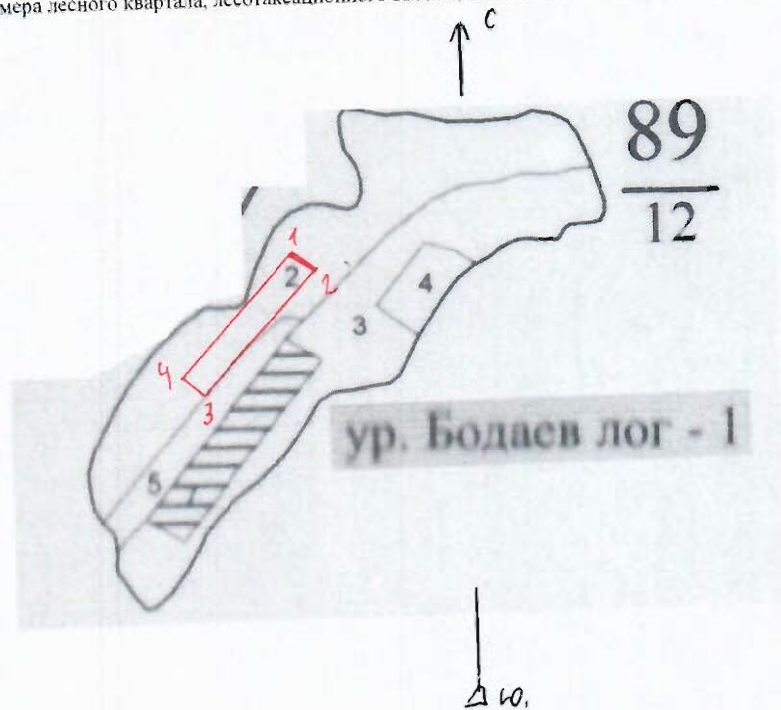 мера лесного квартала, лесотаксационного
С
89
12
1
2
2
4
3
4
3
5
ур. Бодаев лог - 1
Ю.